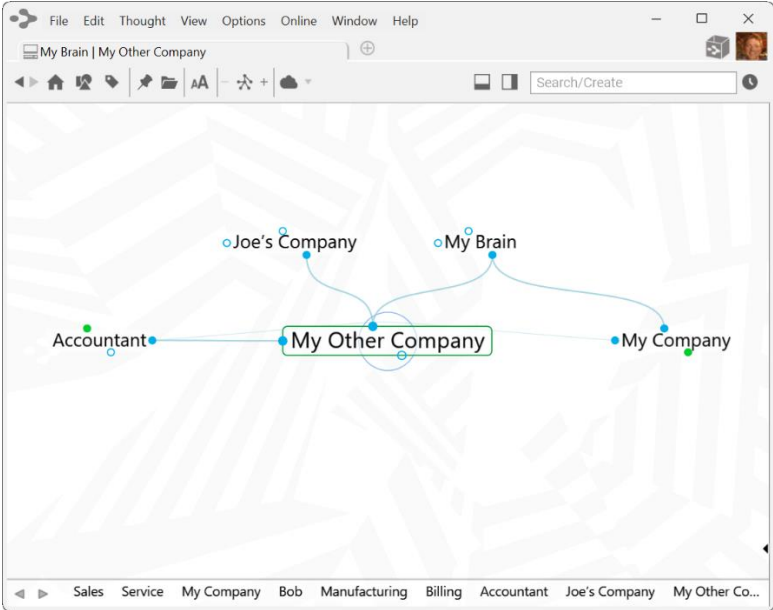 File Edit Thought View Options Online Window Help
My Brain | My Other Company
AA Search/Create
Joe's Company My Brain
Accountant My Other Company My Company
Sales Service My Company Bob Manufacturing Billing Accountant Joe's Company My Other Co...